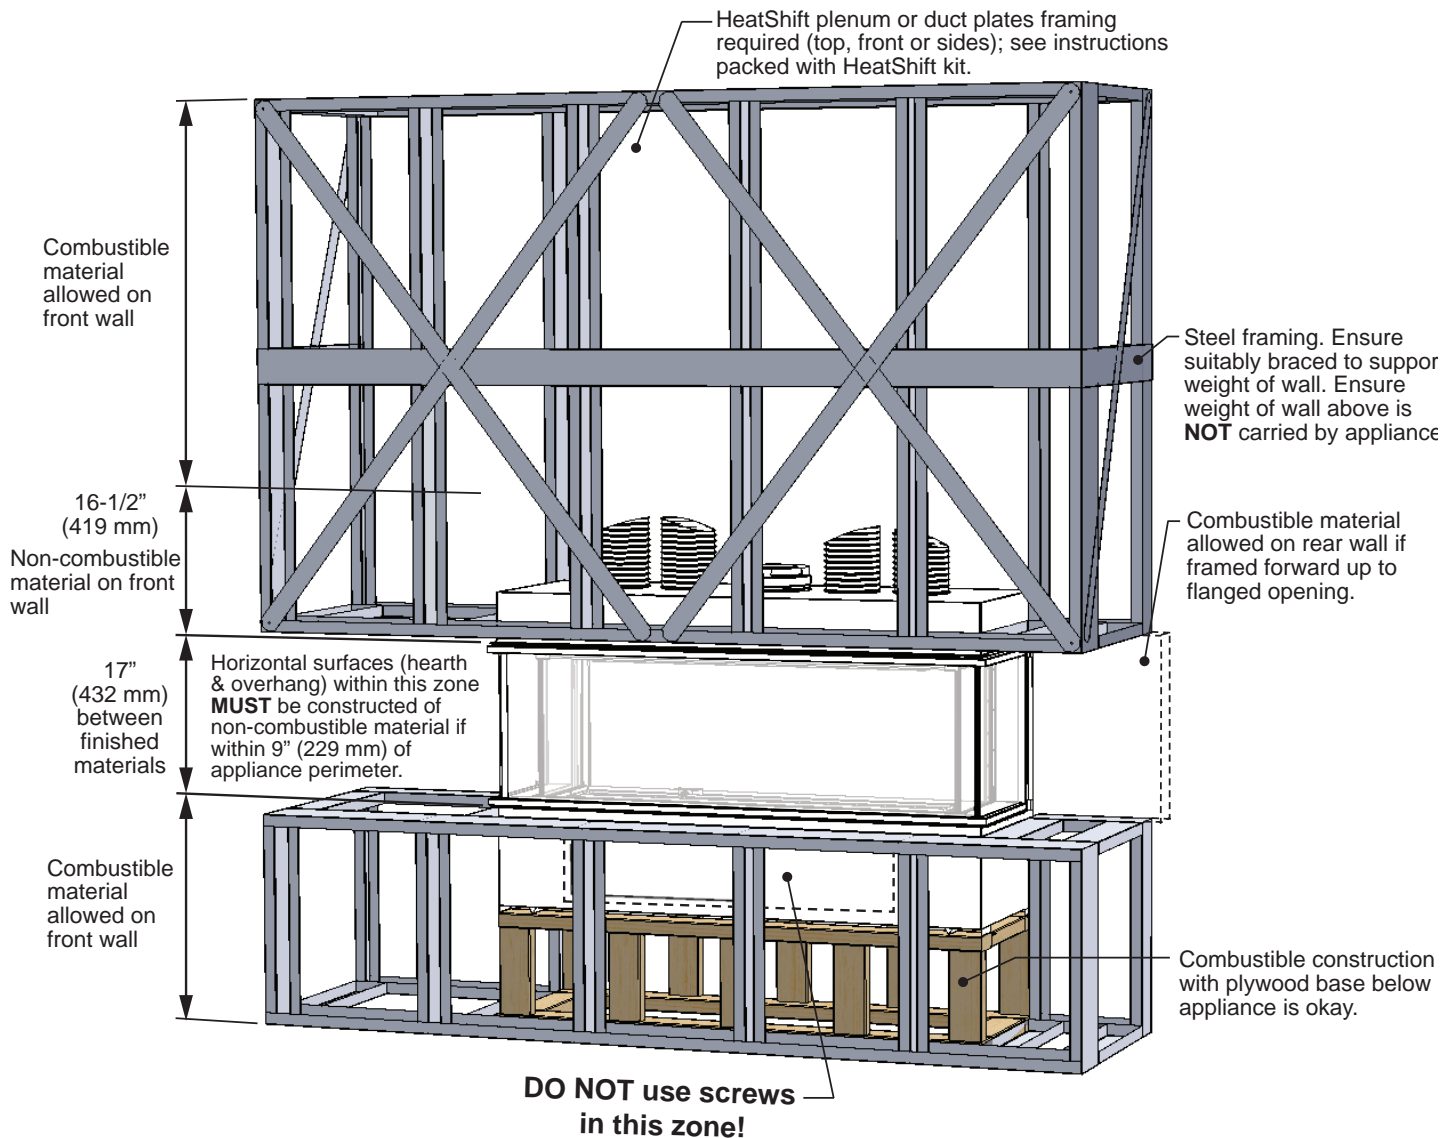 HeatShift plenum or duct plates framing
required (top, front or sides); see instructions
packed with HeatShift kit.
Combustible
material
allowed on
front wall
Steel framing. Ensure
suitably braced to suppor
weight of wall. Ensure
weight of wall above is
NOT carried by appliance
16-1/2”
(419 mm)
Non-combustible
material on front
wall
Combustible material
allowed on rear wall if
framed forward up to
flanged opening.
17”
(432 mm)
between
finished
materials
Horizontal surfaces (hearth
& overhang) within this zone
MUST be constructed of
non-combustible material if
within 9” (229 mm) of
appliance perimeter.
Combustible
material
allowed on
front wall
Combustible construction
with plywood base below
appliance is okay.
DO NOT use screws
in this zone!